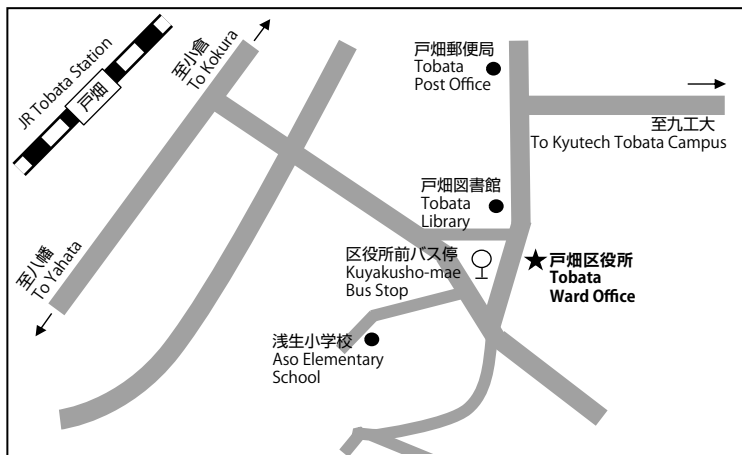 JR Tobata Station
戸畑
至小倉
To Kokura
至八幡
To Yahata
戸畑郵便局
Tobata
Post Office
至九工大
To Kyutech Tobata Campus
戸畑図書館
Tobata
Library
区役所前バス停
Kuyakusho-mae
Bus Stop
戸畑区役所
Tobata
Ward Office
浅生小学校
Aso Elementary
School